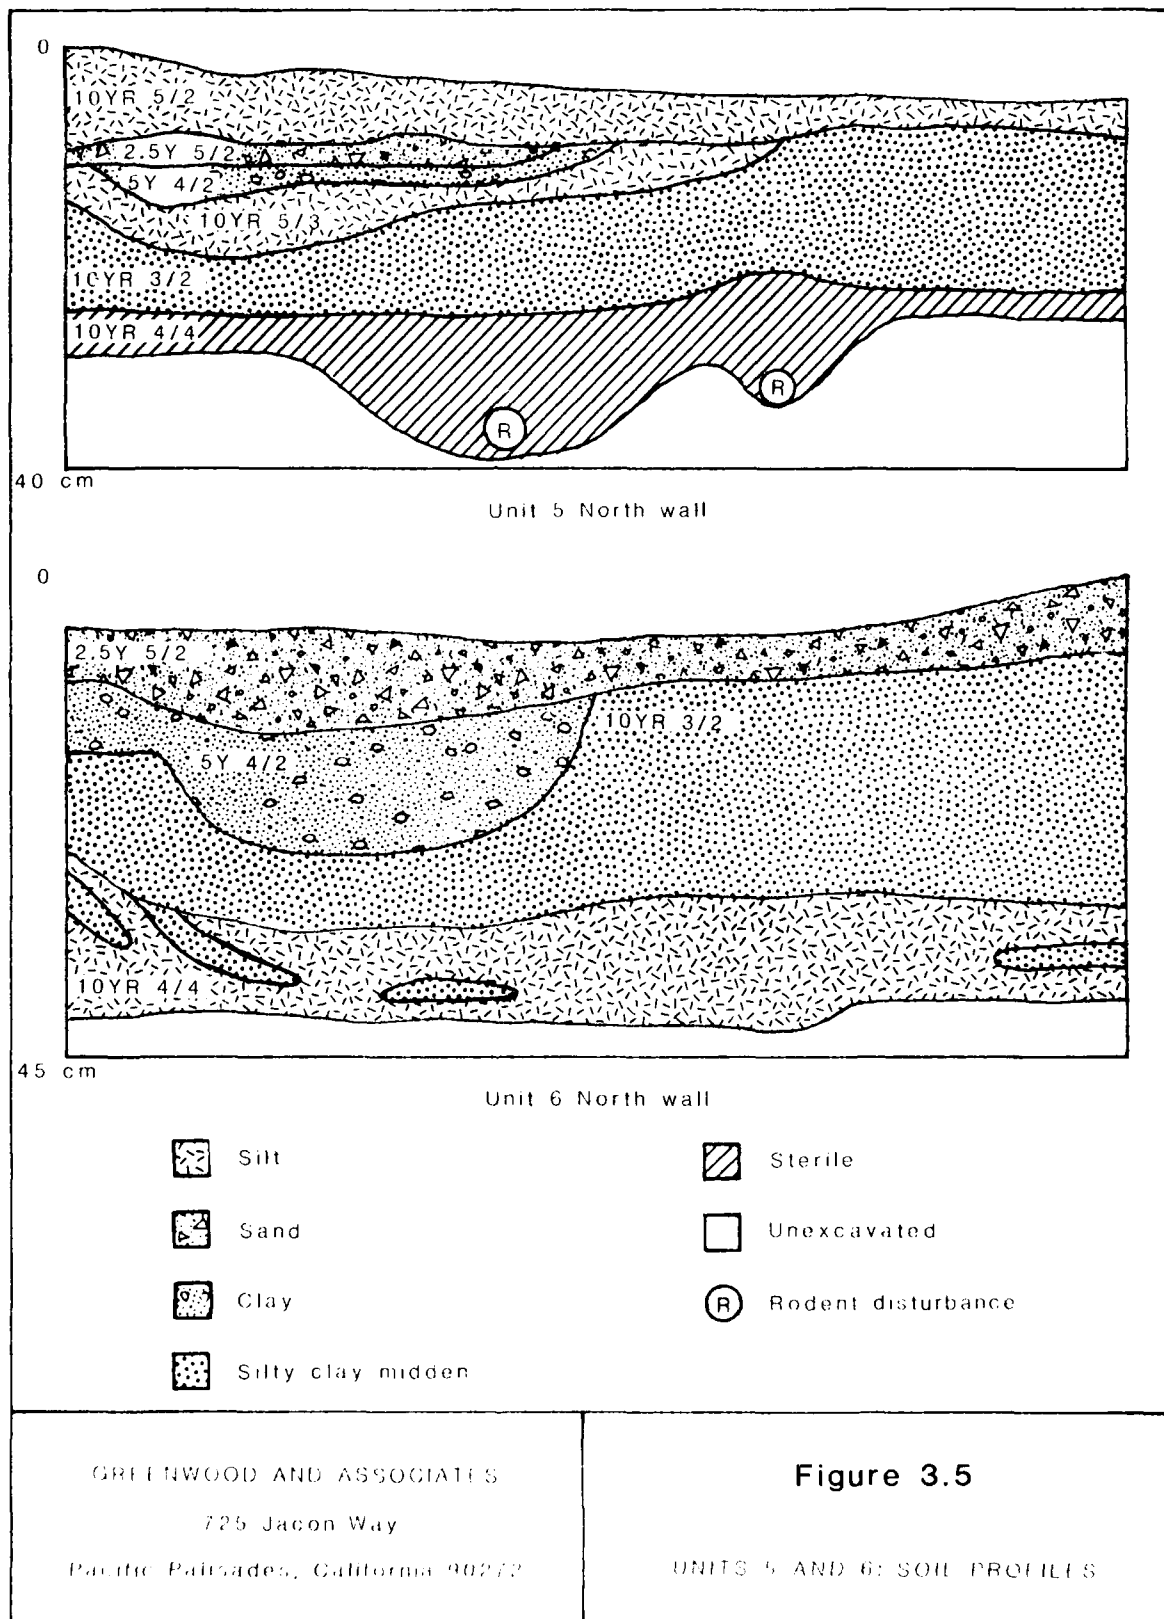 0
10YR 5/2
2.5Y 5/2
5Y 4/2
10YR 5/3
10YR 3/2
10YR 4/4
R
R
40 cm
Unit 5 North wall
0
2.5Y 5/2
10YR 3/2
5Y 4/2
10YR 4/4
45 cm
Unit 6 North wall
Silt
Sand
Clay
Silty clay midden
Sterile
Unexcavated
R Rodent disturbance
GREENWOOD AND ASSOCIATES
725 Jacon Way
Pacific Palisades, California 90272
Figure 3.5
UNITS 5 AND 6: SOIL PROFILES